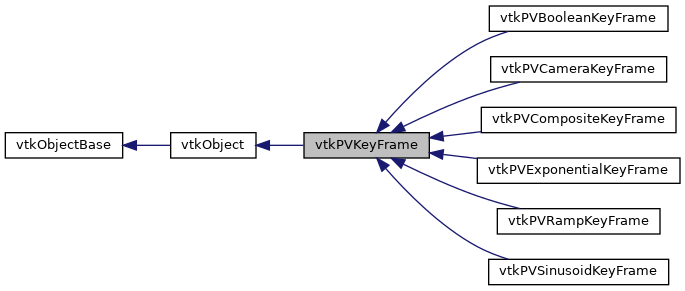 vtkPVBooleanKeyFrame
vtkPVCameraKeyFrame
vtkPVCompositeKeyFrame
vtkObjectBase
vtkObject
vtkPVKeyFrame
vtkPVExponentialKeyFrame
vtkPVRampKeyFrame
vtkPVSinusoidKeyFrame